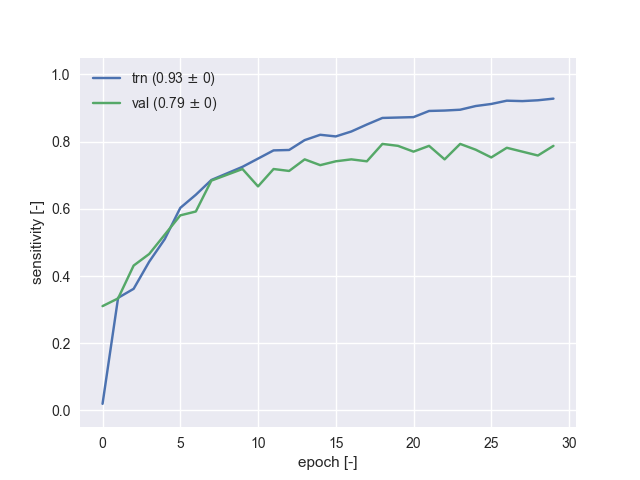 trn (0.93 ± 0)
val (0.79 ± 0)
1.0
0.8
0.6
0.4
0.2
0.0
sensitivity [-]
0 5 10 15 20 25 30
epoch [-]